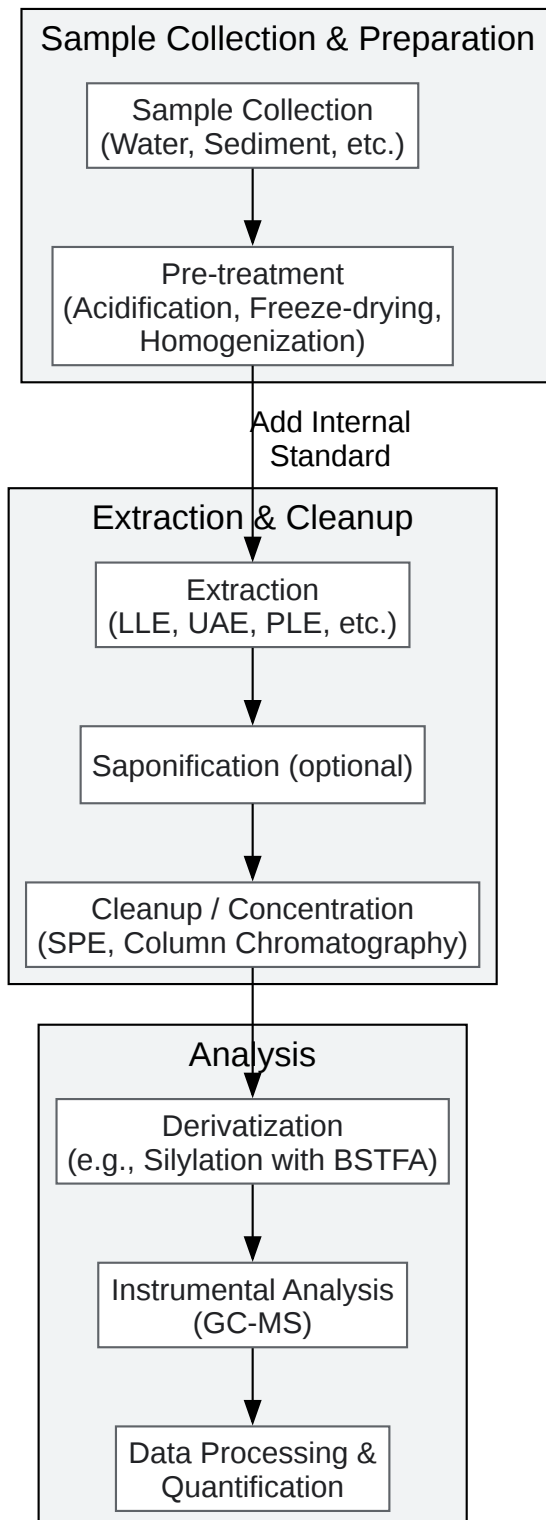 Sample Collection & Preparation
Sample Collection
(Water, Sediment, etc.)
Pre-treatment
(Acidification, Freeze-drying,
Homogenization)
Add Internal
Standard
Extraction & Cleanup
Extraction
(LLE, UAE, PLE, etc.)
Saponification (optional)
Cleanup / Concentration
(SPE, Column Chromatography)
Analysis
Derivatization
(e.g., Silylation with BSTFA)
Instrumental Analysis
(GC-MS)
Data Processing &
Quantification